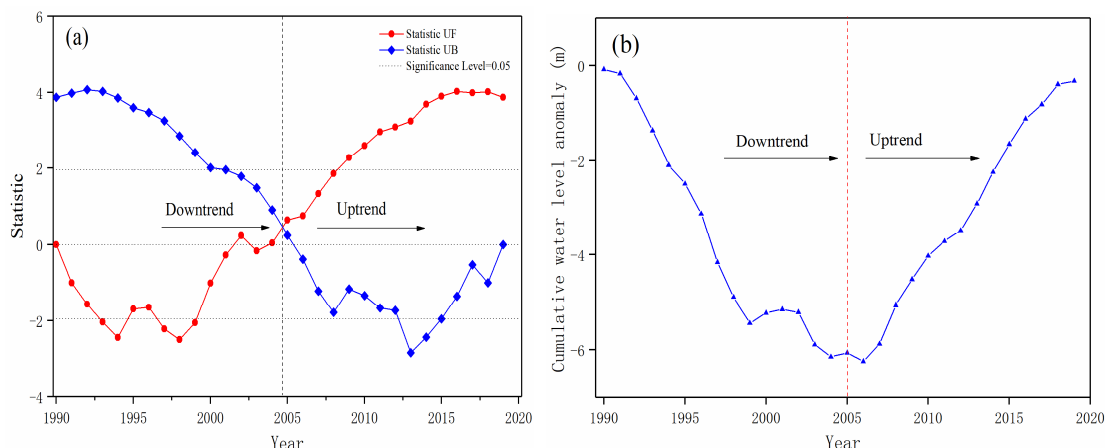 (a)
Statistic UF
Statistic UB
Significance Level=0.05
6
4
2
0
-2
-4
Statistic
Downtrend
Uptrend
1990
1995
2000
2005
2010
2015
2020
Year
(b)
0
-2
-4
-6
Cumulative water level anomaly (m)
Downtrend
Uptrend
1990
1995
2000
2005
2010
2015
2020
Year